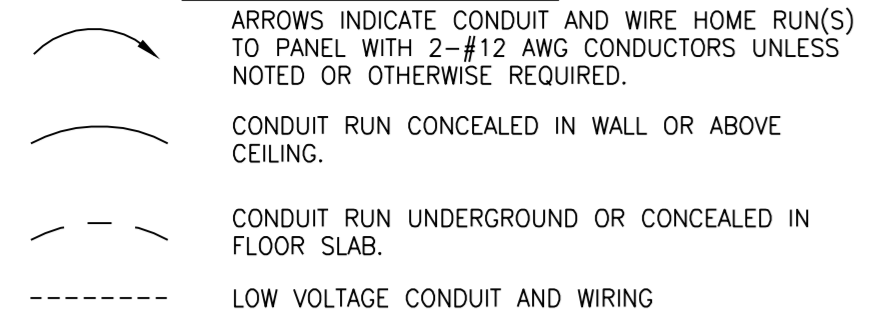 ARROWS INDICATE CONDUIT AND WIRE HOME RUN(S)
TO PANEL WITH 2-#12 AWG CONDUCTORS UNLESS
NOTED OR OTHERWISE REQUIRED.
CONDUIT RUN CONCEALED IN WALL OR ABOVE
CEILING.
CONDUIT RUN UNDERGROUND OR CONCEALED IN
FLOOR SLAB.
LOW VOLTAGE CONDUIT AND WIRING